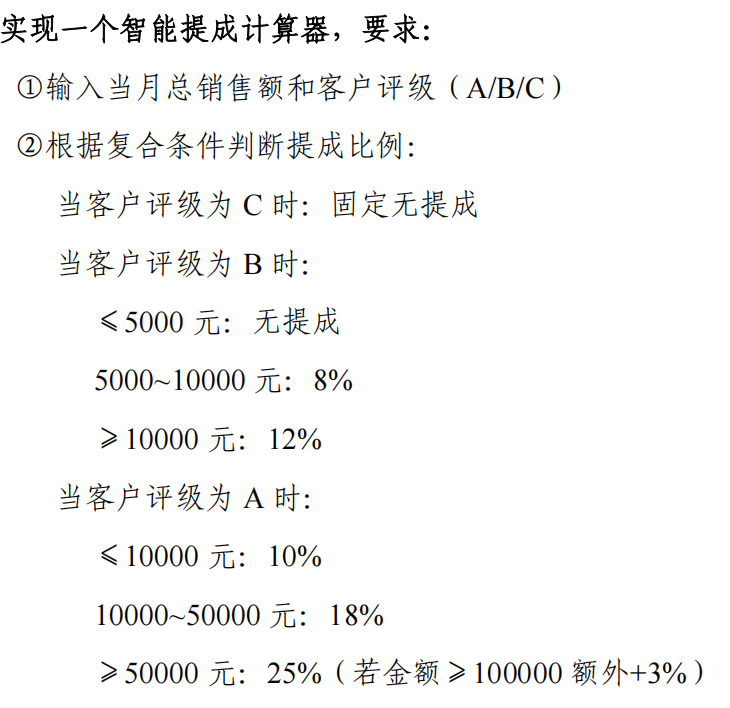 实现一个智能提成计算器，要求：
①输入当月总销售额和客户评级（A/B/C）
②根据复合条件判断提成比例：
当客户评级为 C 时：固定无提成
当客户评级为 B 时：
≤5000 元：无提成
5000~10000 元：8%
≥10000 元：12%
当客户评级为 A 时：
≤10000 元：10%
10000~50000 元：18%
≥50000 元：25%（若金额≥100000 额外+3%）